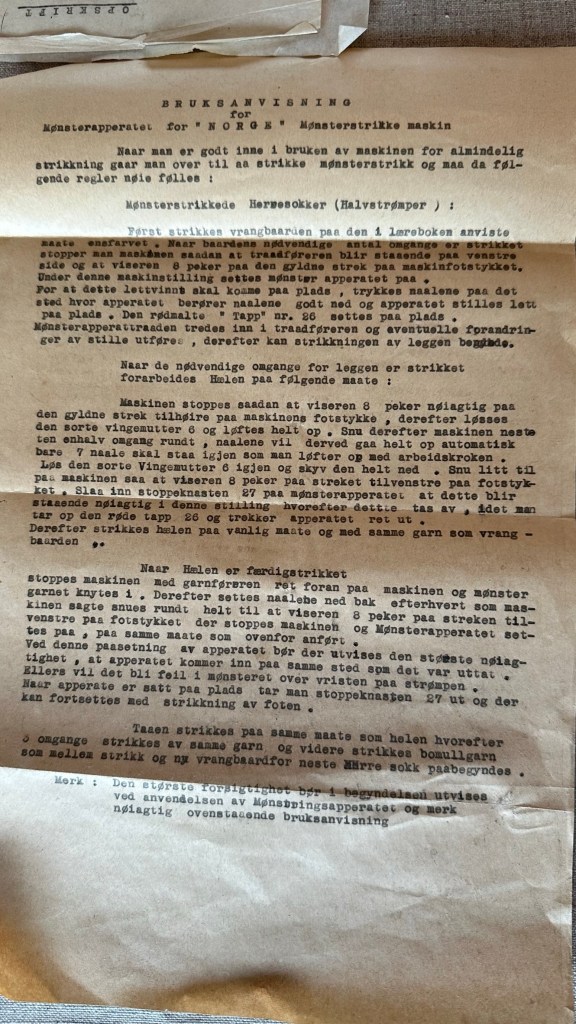 OPSKRIFT
BRUKSANVISNING
for
Mønsterapparatet for "NORGE" Mønsterstrikke maskin
Naar man er godt inne i bruken av maskinen for almindelig
strikkning gaar man over til aa strikke mønsterstrikk og maa da føl-
gende regler nøie følles :
Mønsterstrikkede Herresokker (Halvstrømper ) :
Først strikkes vrangbaarden paa den i læreboken anviste
maate ensfarvet . Naar baardens nødvendige antal omgange er strikket
stopper man maskinen saadan at traadføreren blir staaende paa venstre
side og at viseren 8 peker paa den gyldne strek paa maskinfotstykket.
Under denne maskinstilling settes mønster apparatet paa .
For at dette lettvinnt skal komme paa plads , trykkes naalene paa det
sted hvor apparatet berører naalene godt ned og apparatet stilles lett
paa plads . Den rødmalte " Tapp" nr. 26 settes paa plads .
Mønsterapparattraaden tredes inn i traadføreren og eventuelle forandrin-
ger av stille utføres , derefter kan strikkningen av leggen begynde.
Naar de nødvendige omgange for leggen er strikket
forarbeides Hælen paa følgende maate :
Maskinen stoppes saadan at viseren 8 peker nøiagtig paa
den gyldne strek tilhøire paa maskinens fotstykke , derefter løsses
den sorte vingemutter 6 og løftes helt op . Snu derefter maskinen neste
ten enhalv omgang rundt , naalene vil derved gaa helt op automatisk
bare 7 naale skal staa igjen som man løfter op med arbeidskroken .
Løs den sorte Vingemutter 6 igjen og skyv den helt ned . Snu litt til
paa maskinen saa at viseren 8 peker paa streket tilvenstre paa fotstyk-
ket . Slaa inn stoppeknasten 27 paa mønsterapparatet at dette blir
staaende nøiagtig i denne stilling hvorefter dettte tas av , idet man
tar op den røde tapp 26 og trekker apparatet ret ut .
Derefter strikkes hælen paa vanlig maate og med samme garn som vrang -
baarden ,.
Naar Hælen er færdigstrikket
stoppes maskinen med garnføreren ret foran paa maskinen og mønster
garnet knytes i . Derefter settes naalene ned bak efterhvert som mas-
kinen sagte snues rundt helt til at viseren 8 peker paa streken til-
venstre paa fotstykket der stoppes maskinen og Mønsterapparatet set-
tes paa , paa samme maate som ovenfor anført .
Ved denne paasetning av apparatet bør der utvises den største nøiag-
tighet , at apparatet kommer inn paa samme sted som det var uttat .
Ellers vil det bli feil i mønsteret over vristen paa strømpen .
Naar apparate er satt paa plads tar man stoppeknasten 27 ut og der
kan fortsettes med strikking av foten .
Taaen strikkes paa samme maate som helen hvorefter
omgange strikkes av samme garn og videre strikkes bomullgarn
som mellem strikk og ny vrangbaardfor neste Herre sokk paabegyndes .
Merk : Den største forsigtighet bør i begyndelsen utvises
ved anvendelsen av Mønstringsapparatet og merk
nøiagtig ovenstaaende bruksanvisning